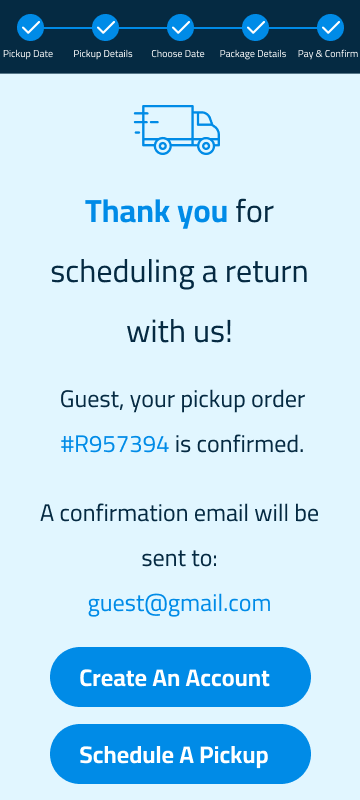 Pickup Date Pickup Details Choose Date Package Details Pay & Confirm
Thank you for
scheduling a return
with us!
Guest, your pickup order
#R957394 is confirmed.
A confirmation email will be
sent to:
guest@gmail.com
Create An Account
Schedule A Pickup